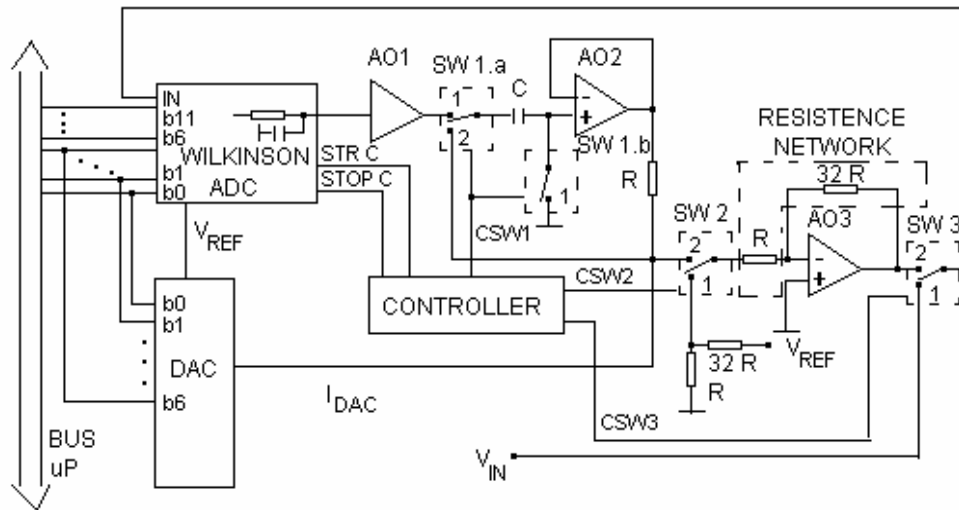 IN
b11
b6
WILKINSON
b1
ADC
b0
STR C
STOP C
AO1
SW 1.a
1
2
C
AO2
-
+
SW 1.b
1
R
CSW1
RESISTENCE
NETWORK
32 R
AO3
SW 2
2
1
R
-
+
SW 3
2
1
V REF
CSW2
CONTROLLER
32 R
R
V REF
CSW3
b0
b1
DAC
b6
I DAC
BUS
uP
V IN